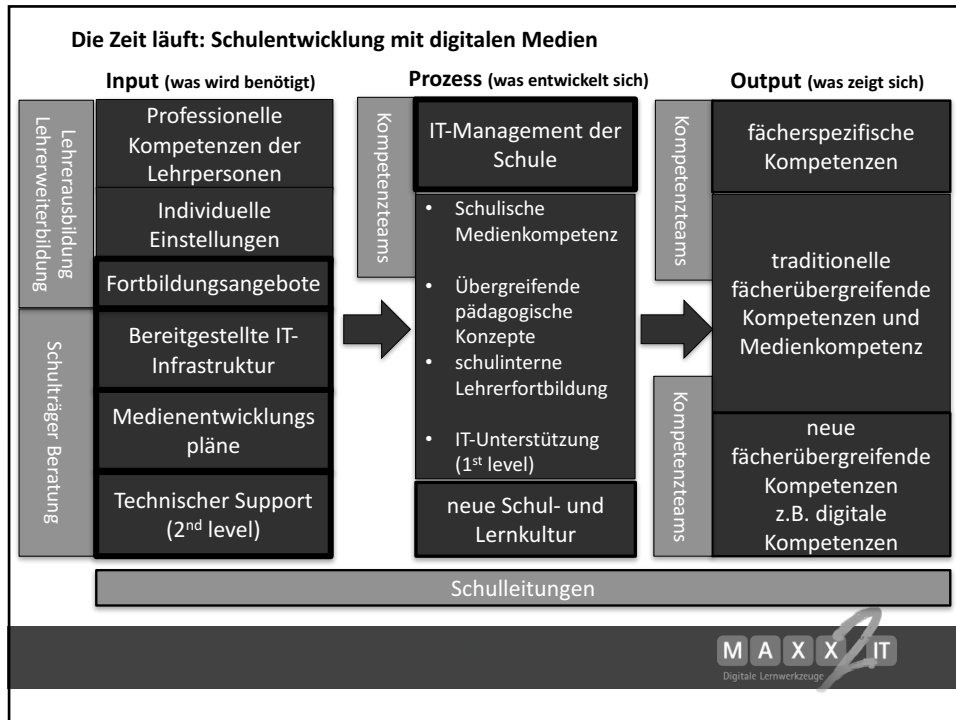 Die Zeit läuft: Schulentwicklung mit digitalen Medien
Input (was wird benötigt)
Lehrerausbildung
Lehrerweiterbildung
Schulträger Beratung
Professionelle
Kompetenzen der
Lehrpersonen
Individuelle
Einstellungen
Fortbildungsangebote
Bereitgestellte IT-
Infrastruktur
Medienentwicklungs
pläne
Technischer Support
(2nd level)
Prozess (was entwickelt sich)
Kompetenzteams
IT-Management der
Schule
• Schulische
Medienkompetenz
• Übergreifende
pädagogische
Konzepte
• schulinterne
Lehrerfortbildung
• IT-Unterstützung
(1st level)
neue Schul- und
Lernkultur
Output (was zeigt sich)
Kompetenzteams
Kompetenzteams
fächerspezifische
Kompetenzen
traditionelle
fächerübergreifende
Kompetenzen und
Medienkompetenz
neue
fächerübergreifende
Kompetenzen
z.B. digitale
Kompetenzen
Schulleitungen
MAXX2IT
Digitale Lernwerkzeuge